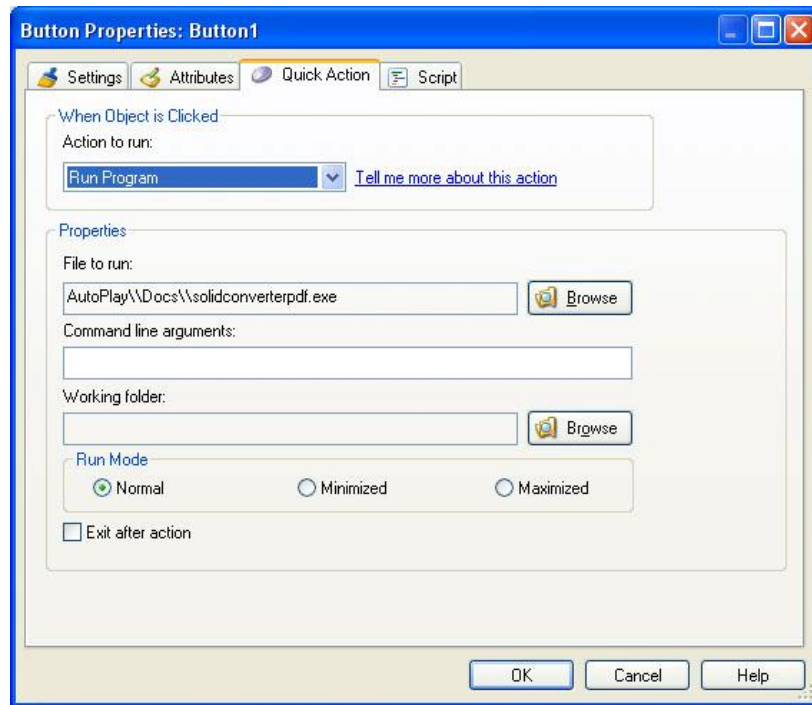 Button Properties: Button1
Settings Attributes Quick Action Script
When Object is Clicked
Action to run:
Run Program Tell me more about this action
Properties
File to run:
AutoPlay\\Docs\\solidconverterpdf.exe Browse
Command line arguments:
Working folder:
Browse
Run Mode
Normal Minimized Maximized
Exit after action
OK Cancel Help